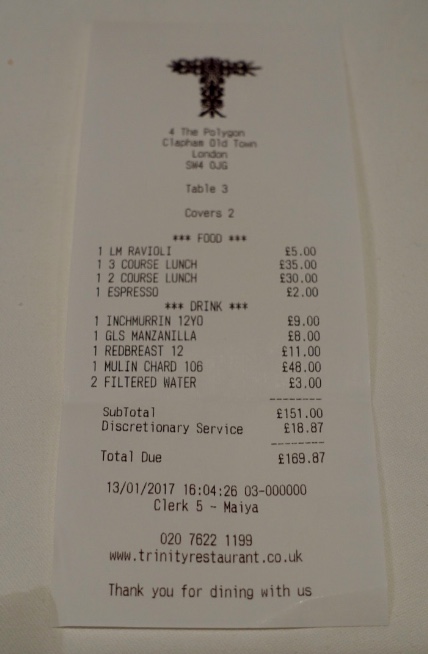 4 The Polygon
Clapham Old Town
London
SW4 0JG
Table 3
Covers 2
*** FOOD ***
1 LM RAVIOLI £5.00
1 3 COURSE LUNCH £35.00
1 2 COURSE LUNCH £30.00
1 ESPRESSO £2.00
*** DRINK ***
1 INCHMURRIN 12YO £9.00
1 GLS MANZANILLA £8.00
1 REDBREAST 12 £11.00
1 MULIN CHARD 106 £48.00
2 FILTERED WATER £3.00
--------
SubTotal £151.00
Discretionary Service £18.87
--------
Total Due £169.87
13/01/2017 16:04:26 03-000000
Clerk 5 - Maiya
020 7622 1199
www.trinityrestaurant.co.uk
Thank you for dining with us